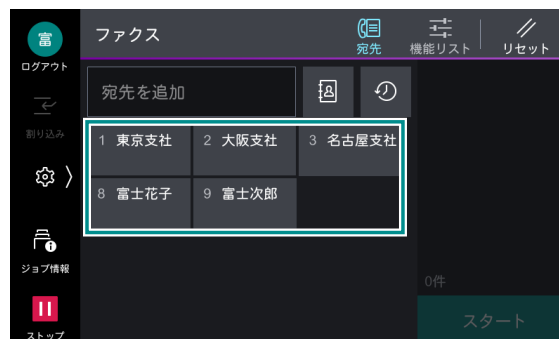 富
ログアウト
割り込み
ジョブ情報
ストップ
ファクス
宛先
機能リスト
リセット
宛先を追加
1 東京支社
2 大阪支社
3 名古屋支社
8 富士花子
9 富士次郎
0件
スタート